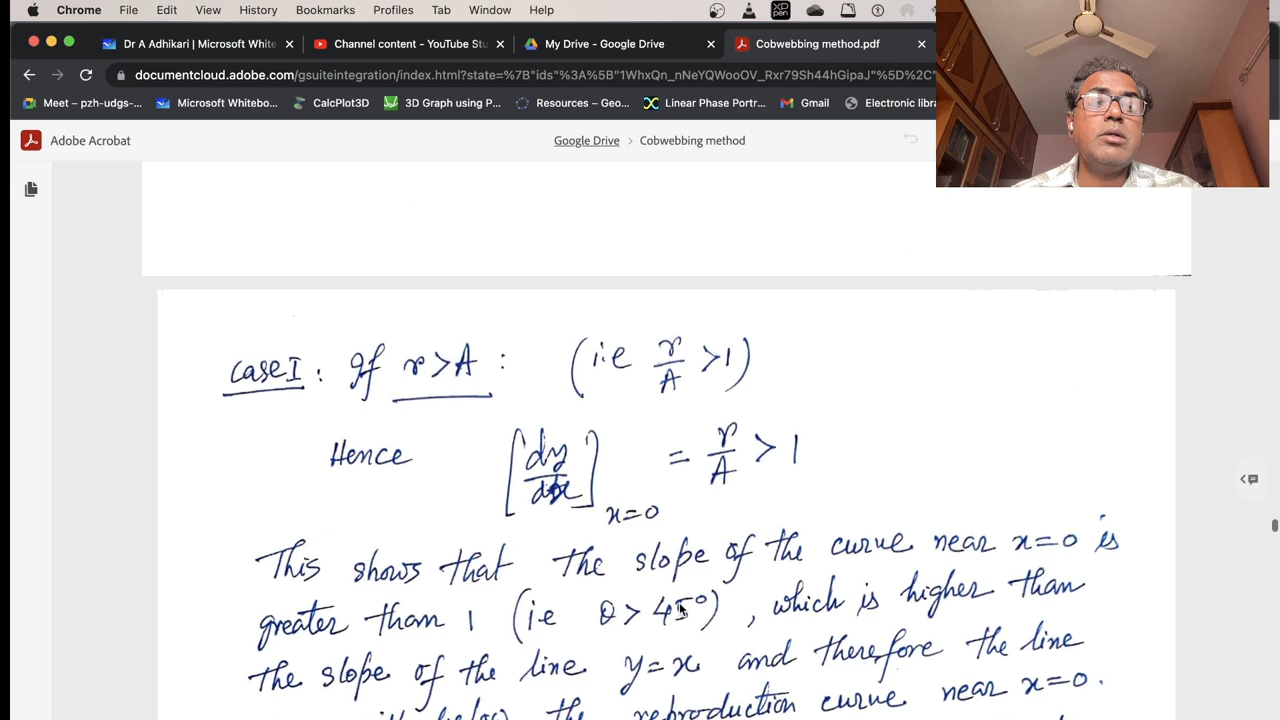 Chrome File Edit View History Bookmarks Profiles Tab Window Help
Dr A Adhikari | Microsoft White
Channel content - YouTube Stu
My Drive - Google Drive
Cobwebbing method.pdf
documentcloud.adobe.com/gsuiteintegration/index.html?state=%7B"ids"%3A%5B"1WhxQn_nNeYQWooOV_Rxr79Sh44hGipaJ"%5D%2C"
Meet – pzh-udgs-... Microsoft Whitebo... CalcPlot3D 3D Graph using P... Resources – Geo... Linear Phase Portr... Gmail Electronic libra
Adobe Acrobat
Google Drive > Cobwebbing method
Case I : If r > A : (i.e r/A > 1)
Hence [dy/dx] x=0 = r/A > 1
This shows that the slope of the curve near x=0 is
greater than 1 (i.e θ > 45°), which is higher than
the slope of the line y=x and therefore the line
below the reproduction curve near x=0.